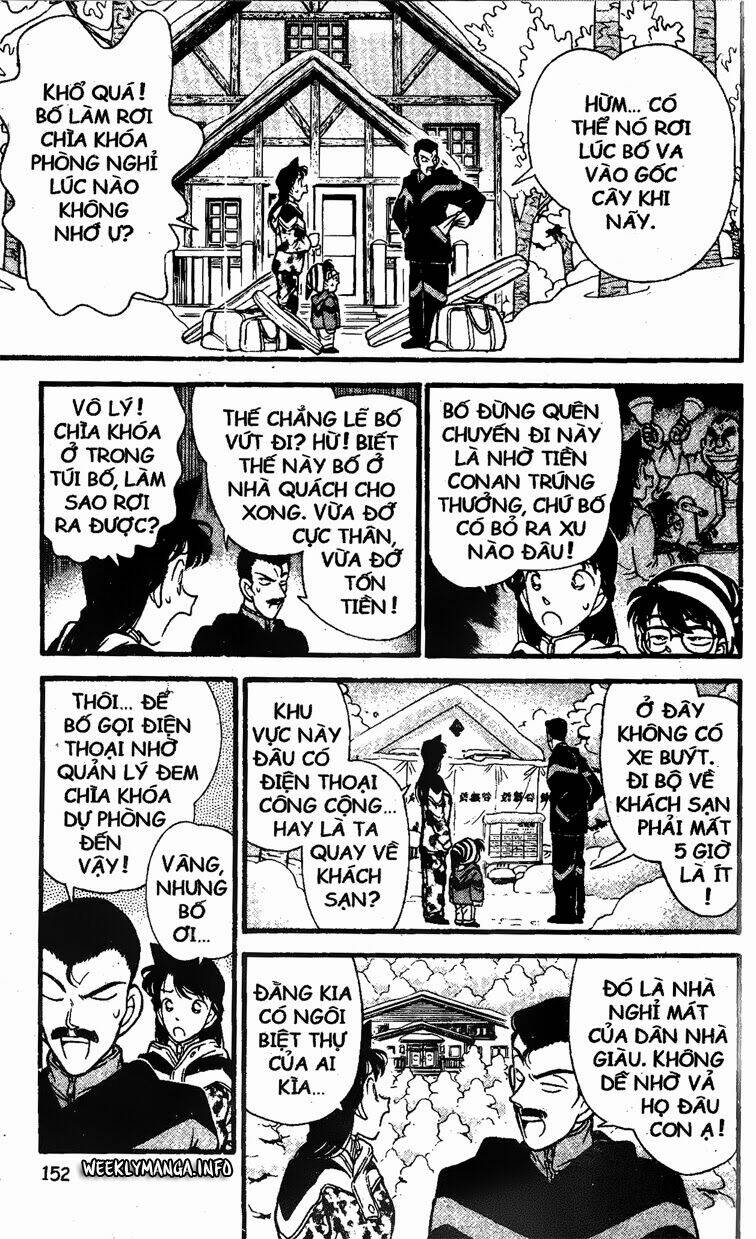 KHỔ QUÁ!
BỐ LÀM RƠI
CHÌA KHÓA
PHÒNG NGHỈ
LÚC NÀO
KHÔNG
NHỚ Ư?
HỪM... CÓ
THỂ NÓ RƠI
LÚC BỐ VA
VÀO GỐC
CÂY KHI
NÃY.
VÔ LÝ!
CHÌA KHÓA
Ở TRONG
TÚI BỐ, LÀM
SAO RƠI
RA ĐƯỢC?
THẾ CHẲNG LẼ BỐ
VỨT ĐI? HỪ! BIẾT
THẾ NÀY BỐ Ở
NHÀ QUÁCH CHO
XONG. VỪA ĐỠ
CỰC THÂN,
VỪA ĐỠ
TỐN
TIỀN!
BỐ ĐỪNG QUÊN
CHUYẾN ĐI NÀY
LÀ NHỜ TIỀN
CONAN TRÚNG
THƯỞNG, CHỨ BỐ
CÓ BỎ RA XU
NÀO ĐÂU!
THÔI... ĐỂ
BỐ GỌI ĐIỆN
THOẠI NHỜ
QUẢN LÝ ĐEM
CHÌA KHÓA
DỰ PHÒNG
ĐẾN
VẬY!
VÂNG,
NHƯNG
BỐ
ƠI...
KHU
VỰC NÀY
ĐÂU CÓ
ĐIỆN THOẠI
CÔNG CỘNG...
HAY LÀ TA
QUAY VỀ
KHÁCH
SẠN?
Ở ĐÂY
KHÔNG CÓ
XE BUÝT.
ĐI BỘ VỀ
KHÁCH SẠN
PHẢI MẤT
5 GIỜ
LÀ ÍT!
ĐẰNG KIA
CÓ NGÔI
BIỆT THỰ
CỦA AI
KÌA...
ĐÓ LÀ NHÀ
NGHỈ MÁT
CỦA DÂN NHÀ
GIÀU. KHÔNG
DỄ NHỜ VẢ
HỌ ĐÂU
CON Ạ!
152 WEEKLYMANGA.INFO